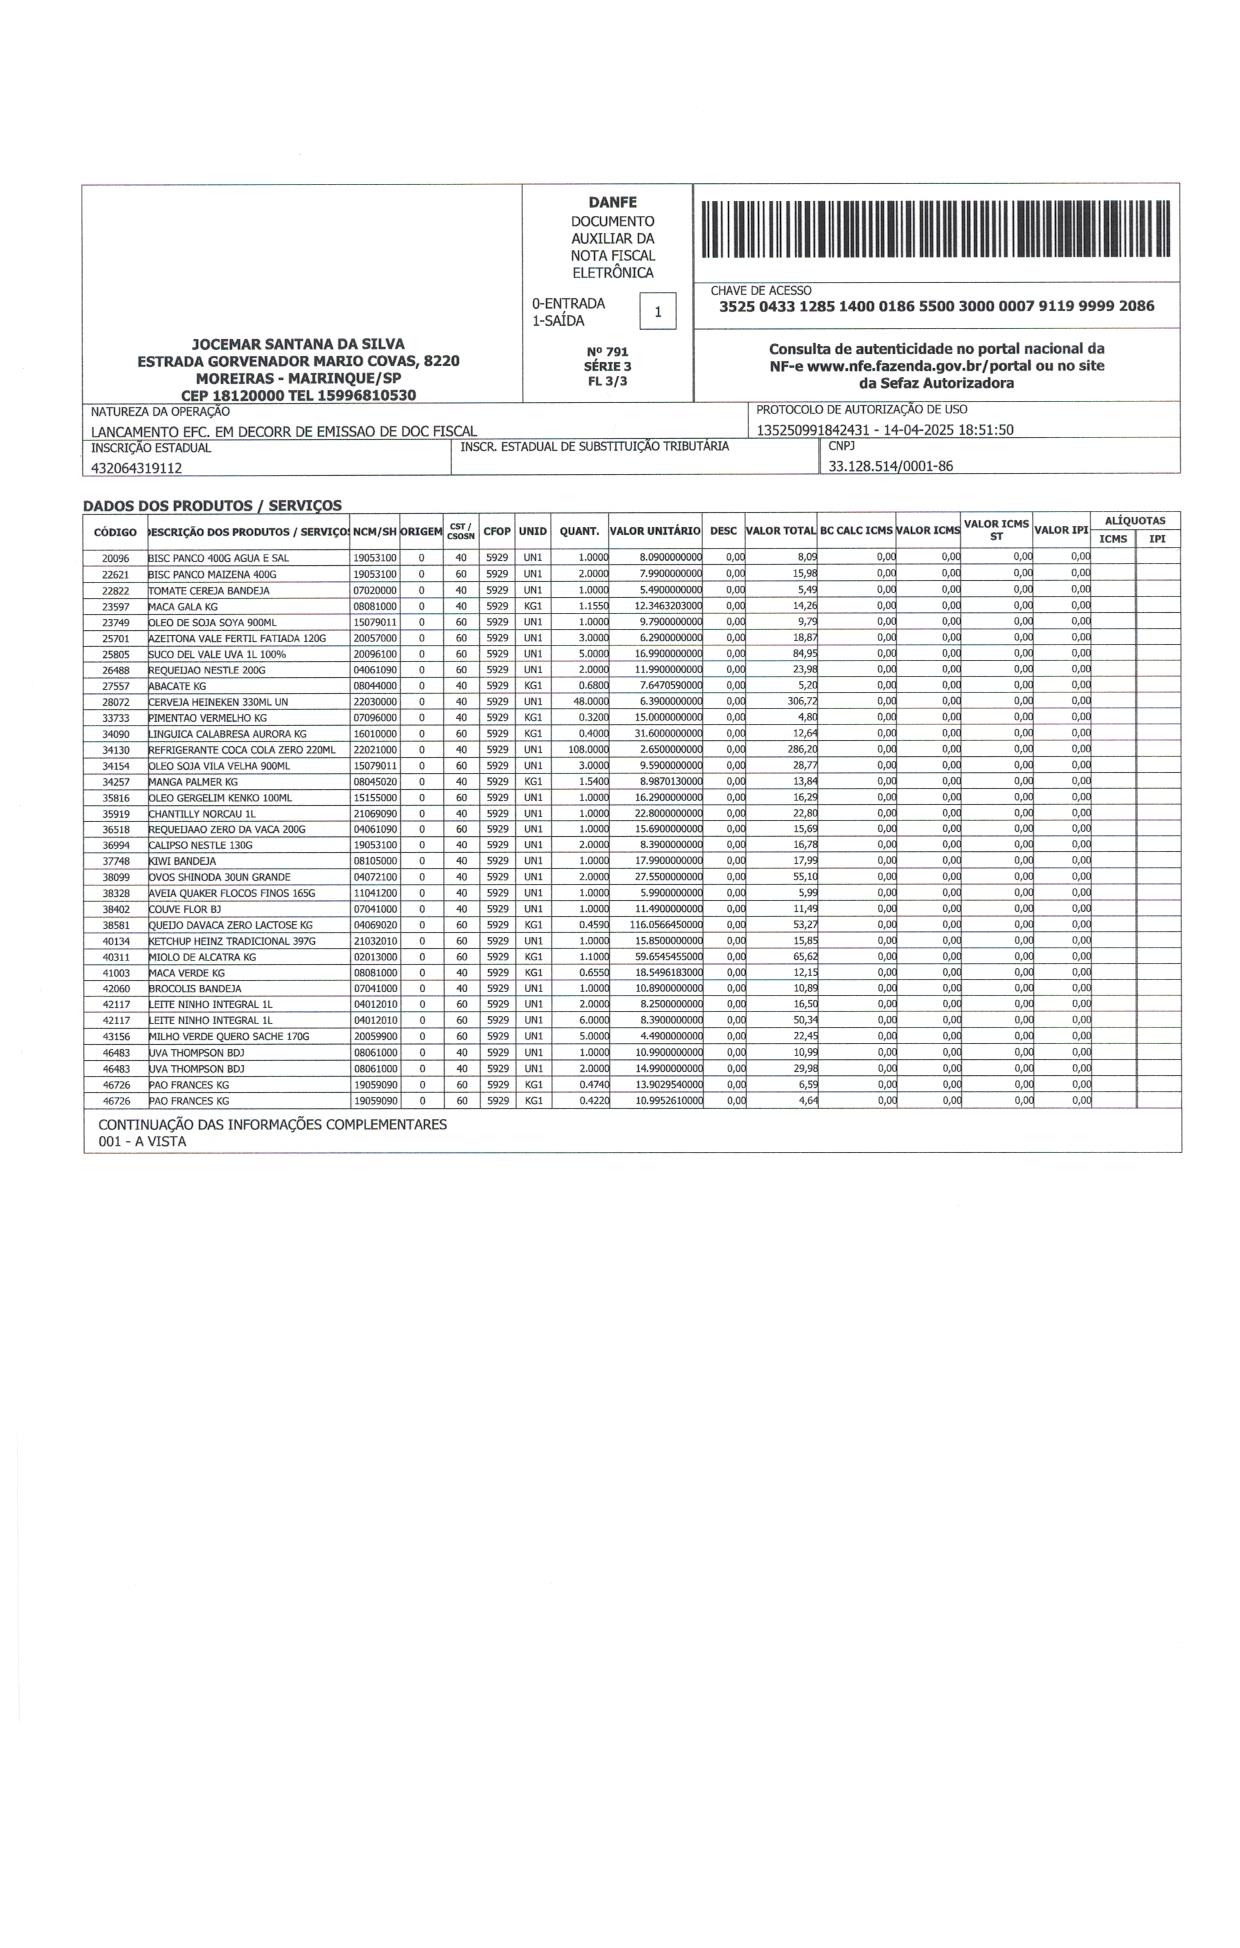 DANFE
DOCUMENTO
AUXILIAR DA
NOTA FISCAL
ELETRÔNICA
0-ENTRADA
1-SAÍDA
1
Nº 791
SÉRIE 3
FL 3/3
JOCEMAR SANTANA DA SILVA
ESTRADA GORVENADOR MARIO COVAS, 8220
MOREIRAS - MAIRINQUE/SP
CEP 18120000 TEL 15996810530
CHAVE DE ACESSO
3525 0433 1285 1400 0186 5500 3000 0007 9119 9999 2086
Consulta de autenticidade no portal nacional da
NF-e www.nfe.fazenda.gov.br/portal ou no site
da Sefaz Autorizadora
NATUREZA DA OPERAÇÃO
LANCAMENTO EFC. EM DECORR DE EMISSAO DE DOC FISCAL
PROTOCOLO DE AUTORIZAÇÃO DE USO
135250991842431 - 14-04-2025 18:51:50
INSCRIÇÃO ESTADUAL
432064319112
INSCR. ESTADUAL DE SUBSTITUIÇÃO TRIBUTÁRIA
CNPJ
33.128.514/0001-86
DADOS DOS PRODUTOS / SERVIÇOS
CÓDIGO DESCRIÇÃO DOS PRODUTOS / SERVIÇOS NCM/SH ORIGEM CST / CSOSN CFOP UNID QUANT. VALOR UNITÁRIO DESC VALOR TOTAL BC CALC ICMS VALOR ICMS VALOR ICMS ST VALOR IPI ALÍQUOTAS ICMS IPI
20096 BISC PANCO 400G AGUA E SAL 19053100 0 40 5929 UN1 1.0000 8.0900000000 0,00 8,09 0,00 0,00 0,00 0,00
22621 BISC PANCO MAIZENA 400G 19053100 0 60 5929 UN1 2.0000 7.9900000000 0,00 15,98 0,00 0,00 0,00 0,00
22822 TOMATE CEREJA BANDEJA 07020000 0 40 5929 UN1 1.0000 5.4900000000 0,00 5,49 0,00 0,00 0,00 0,00
23597 MACA GALA KG 08081000 0 40 5929 KG1 1.1550 12.3463203000 0,00 14,26 0,00 0,00 0,00 0,00
23749 OLEO DE SOJA SOYA 900ML 15079011 0 60 5929 UN1 1.0000 9.7900000000 0,00 9,79 0,00 0,00 0,00 0,00
25701 AZEITONA VALE FERTIL FATIADA 120G 20057000 0 60 5929 UN1 3.0000 6.2900000000 0,00 18,87 0,00 0,00 0,00 0,00
25805 SUCO DEL VALE UVA 1L 100% 20096100 0 60 5929 UN1 5.0000 16.9900000000 0,00 84,95 0,00 0,00 0,00 0,00
26488 REQUEIJAO NESTLE 200G 04061090 0 60 5929 UN1 2.0000 11.9900000000 0,00 23,98 0,00 0,00 0,00 0,00
27557 ABACATE KG 08044000 0 40 5929 KG1 0.6800 7.6470590000 0,00 5,20 0,00 0,00 0,00 0,00
28072 CERVEJA HEINEKEN 330ML UN 22030000 0 40 5929 UN1 48.0000 6.3900000000 0,00 306,72 0,00 0,00 0,00 0,00
33733 PIMENTAO VERMELHO KG 07096000 0 40 5929 KG1 0.3200 15.0000000000 0,00 4,80 0,00 0,00 0,00 0,00
34090 LINGUICA CALABRESA AURORA KG 16010000 0 60 5929 KG1 0.4000 31.6000000000 0,00 12,64 0,00 0,00 0,00 0,00
34130 REFRIGERANTE COCA COLA ZERO 220ML 22021000 0 40 5929 UN1 108.0000 2.6500000000 0,00 286,20 0,00 0,00 0,00 0,00
34154 OLEO SOJA VILA VELHA 900ML 15079011 0 60 5929 UN1 3.0000 9.5900000000 0,00 28,77 0,00 0,00 0,00 0,00
34257 MANGA PALMER KG 08045020 0 40 5929 KG1 1.5400 8.9870130000 0,00 13,84 0,00 0,00 0,00 0,00
35816 OLEO GERGELIM KENKO 100ML 15155000 0 60 5929 UN1 1.0000 16.2900000000 0,00 16,29 0,00 0,00 0,00 0,00
35919 CHANTILLY NORCAU 1L 21069090 0 40 5929 UN1 1.0000 22.8000000000 0,00 22,80 0,00 0,00 0,00 0,00
36518 REQUEIJAAO ZERO DA VACA 200G 04061090 0 60 5929 UN1 1.0000 15.6900000000 0,00 15,69 0,00 0,00 0,00 0,00
36994 CALIPSO NESTLE 130G 19053100 0 40 5929 UN1 2.0000 8.3900000000 0,00 16,78 0,00 0,00 0,00 0,00
37748 KIWI BANDEJA 08105000 0 40 5929 UN1 1.0000 17.9900000000 0,00 17,99 0,00 0,00 0,00 0,00
38099 OVOS SHINODA 30UN GRANDE 04072100 0 40 5929 UN1 2.0000 27.5500000000 0,00 55,10 0,00 0,00 0,00 0,00
38328 AVEIA QUAKER FLOCOS FINOS 165G 11041200 0 40 5929 UN1 1.0000 5.9900000000 0,00 5,99 0,00 0,00 0,00 0,00
38402 COUVE FLOR BJ 07041000 0 40 5929 UN1 1.0000 11.4900000000 0,00 11,49 0,00 0,00 0,00 0,00
38581 QUEIJO DAVACA ZERO LACTOSE KG 04069020 0 60 5929 KG1 0.4590 116.0566450000 0,00 53,27 0,00 0,00 0,00 0,00
40134 KETCHUP HEINZ TRADICIONAL 397G 21032010 0 60 5929 UN1 1.0000 15.8500000000 0,00 15,85 0,00 0,00 0,00 0,00
40311 MIOLO DE ALCATRA KG 02013000 0 60 5929 KG1 1.1000 59.6545455000 0,00 65,62 0,00 0,00 0,00 0,00
41003 MACA VERDE KG 08081000 0 40 5929 KG1 0.6550 18.5496183000 0,00 12,15 0,00 0,00 0,00 0,00
42060 BROCOLIS BANDEJA 07041000 0 40 5929 UN1 1.0000 10.8900000000 0,00 10,89 0,00 0,00 0,00 0,00
42117 LEITE NINHO INTEGRAL 1L 04012010 0 60 5929 UN1 2.0000 8.2500000000 0,00 16,50 0,00 0,00 0,00 0,00
42117 LEITE NINHO INTEGRAL 1L 04012010 0 60 5929 UN1 6.0000 8.3900000000 0,00 50,34 0,00 0,00 0,00 0,00
43156 MILHO VERDE QUERO SACHE 170G 20059900 0 60 5929 UN1 5.0000 4.4900000000 0,00 22,45 0,00 0,00 0,00 0,00
46483 UVA THOMPSON BDJ 08061000 0 40 5929 UN1 1.0000 10.9900000000 0,00 10,99 0,00 0,00 0,00 0,00
46483 UVA THOMPSON BDJ 08061000 0 40 5929 UN1 2.0000 14.9900000000 0,00 29,98 0,00 0,00 0,00 0,00
46726 PAO FRANCES KG 19059090 0 60 5929 KG1 0.4740 13.9029540000 0,00 6,59 0,00 0,00 0,00 0,00
46726 PAO FRANCES KG 19059090 0 60 5929 KG1 0.4220 10.9952610000 0,00 4,64 0,00 0,00 0,00 0,00
CONTINUAÇÃO DAS INFORMAÇÕES COMPLEMENTARES
001 - A VISTA